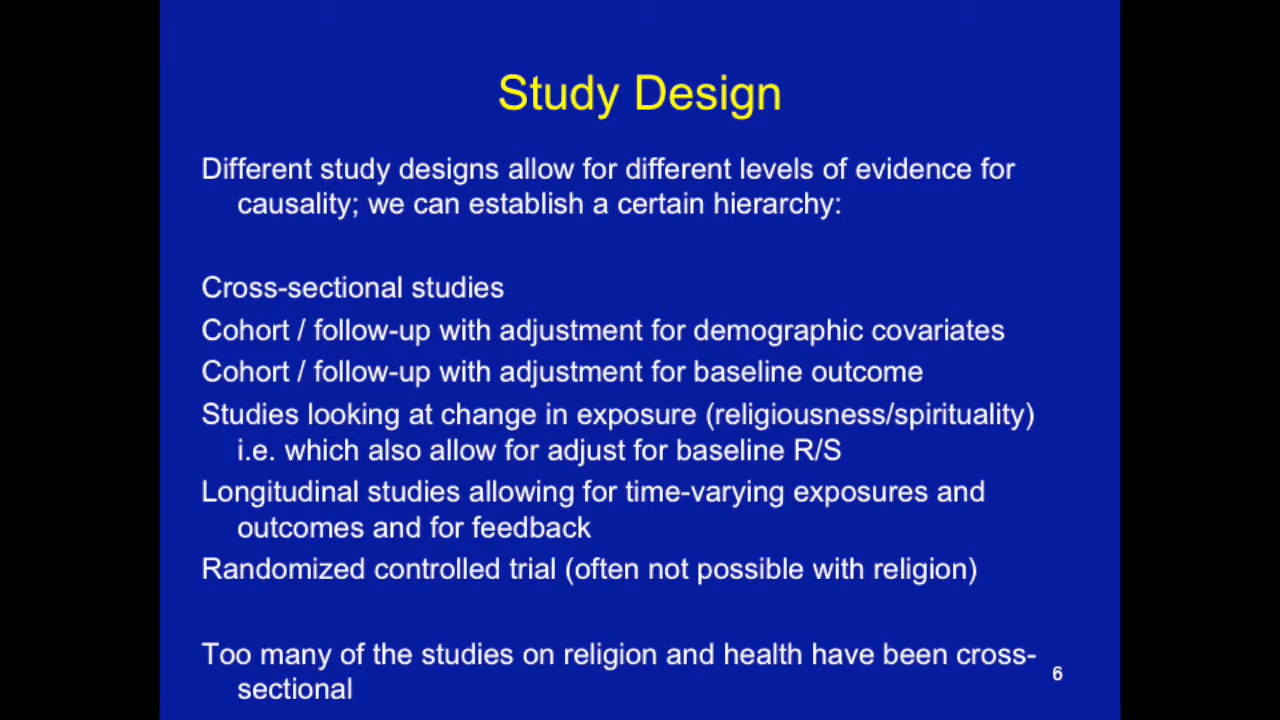 Study Design
Different study designs allow for different levels of evidence for
causality; we can establish a certain hierarchy:
Cross-sectional studies
Cohort / follow-up with adjustment for demographic covariates
Cohort / follow-up with adjustment for baseline outcome
Studies looking at change in exposure (religiousness/spirituality)
i.e. which also allow for adjust for baseline R/S
Longitudinal studies allowing for time-varying exposures and
outcomes and for feedback
Randomized controlled trial (often not possible with religion)
Too many of the studies on religion and health have been cross-
sectional
6